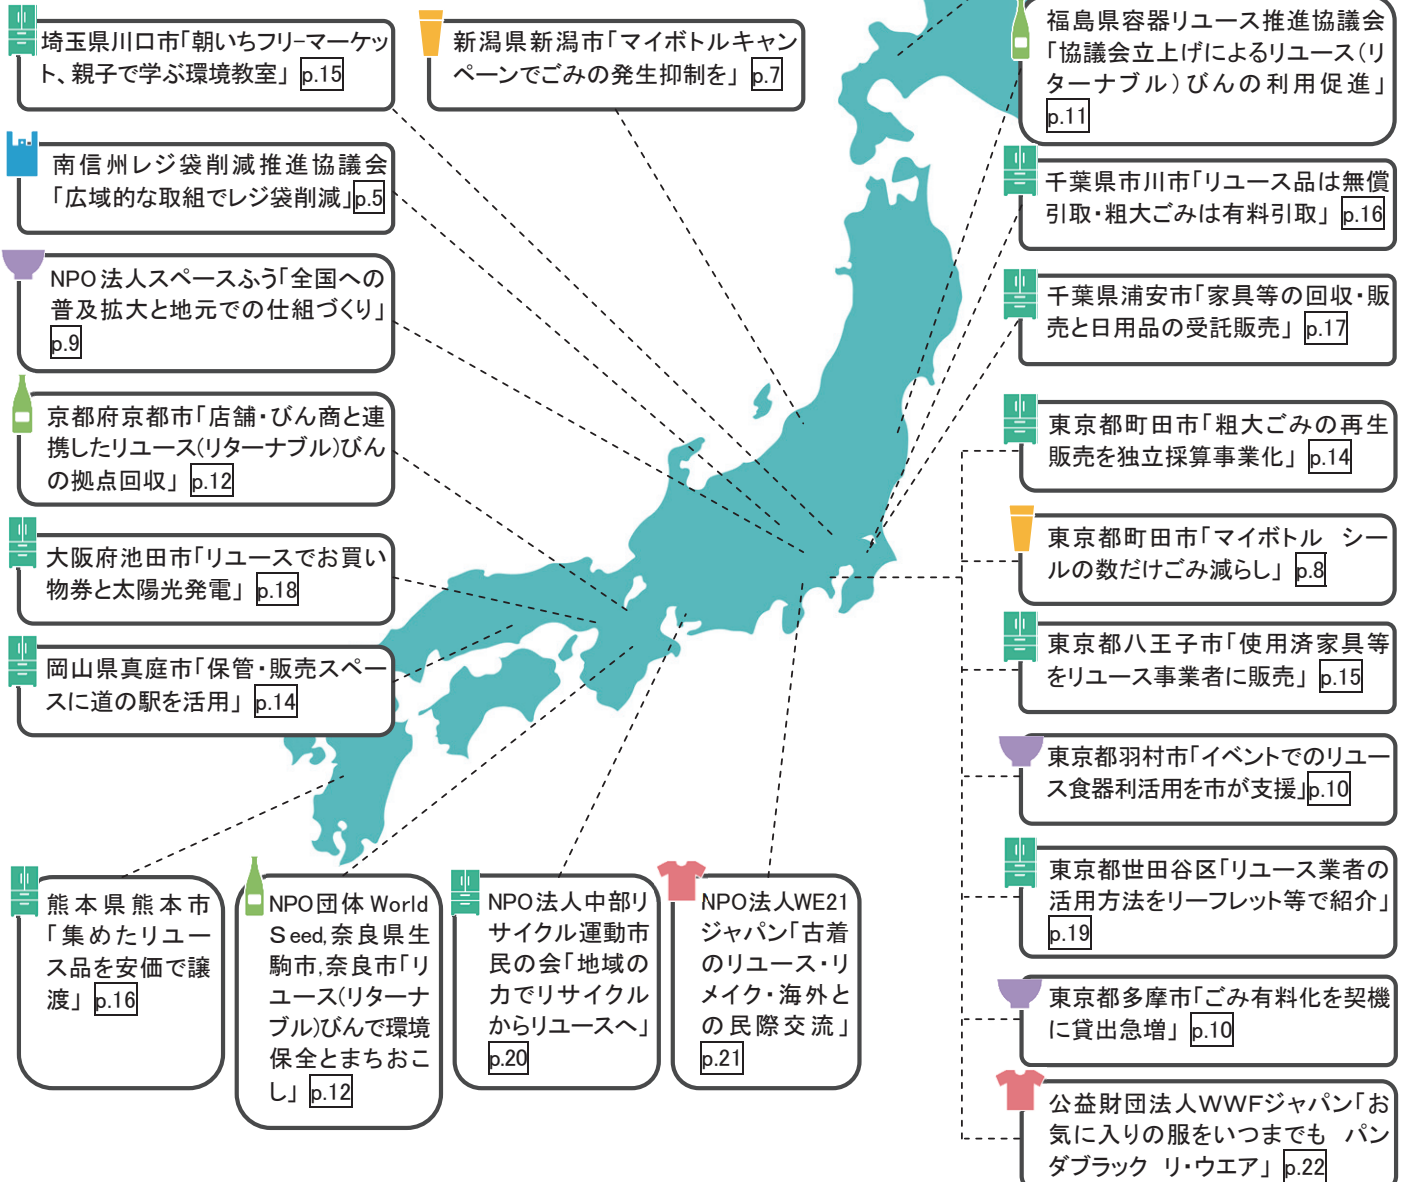 埼玉県川口市「朝いちフリーマーケッ
ト、親子で学ぶ環境教室」 p.15
新潟県新潟市「マイボトルキャン
ペーンでごみの発生抑制を」 p.7
南信州レジ袋削減推進協議会
「広域的な取組でレジ袋削減」p.5
NPO法人スペースふう「全国への
普及拡大と地元での仕組づくり」
p.9
京都府京都市「店舗・びん商と連
携したリユース(リターナブル)びん
の拠点回収」 p.12
大阪府池田市「リユースでお買い
物券と太陽光発電」 p.18
岡山県真庭市「保管・販売スペー
スに道の駅を活用」 p.14
熊本県熊本市
「集めたリユー
ス品を安価で譲
渡」 p.16
NPO団体 World
Seed,奈良県生
駒市,奈良市「リ
ユース(リターナ
ブル)びんで環境
保全とまちおこ
し」 p.12
NPO法人中部リ
サイクル運動市
民の会「地域の
力でリサイクル
からリユースへ」
p.20
NPO法人WE21
ジャパン「古着
のリユース・リ
メイク・海外と
の民際交流」
p.21
福島県容器リユース推進協議会
「協議会立上げによるリユース(リ
ターナブル)びんの利用促進」
p.11
千葉県市川市「リユース品は無償
引取・粗大ごみは有料引取」 p.16
千葉県浦安市「家具等の回収・販
売と日用品の受託販売」 p.17
東京都町田市「粗大ごみの再生
販売を独立採算事業化」 p.14
東京都町田市「マイボトル　シー
ルの数だけごみ減らし」 p.8
東京都八王子市「使用済家具等
をリユース事業者に販売」 p.15
東京都羽村市「イベントでのリユー
ス食器利活用を市が支援」p.10
東京都世田谷区「リユース業者の
活用方法をリーフレット等で紹介」
p.19
東京都多摩市「ごみ有料化を契機
に貸出急増」 p.10
公益財団法人WWFジャパン「お
気に入りの服をいつまでも　パン
ダブラック　リ・ウエア」 p.22